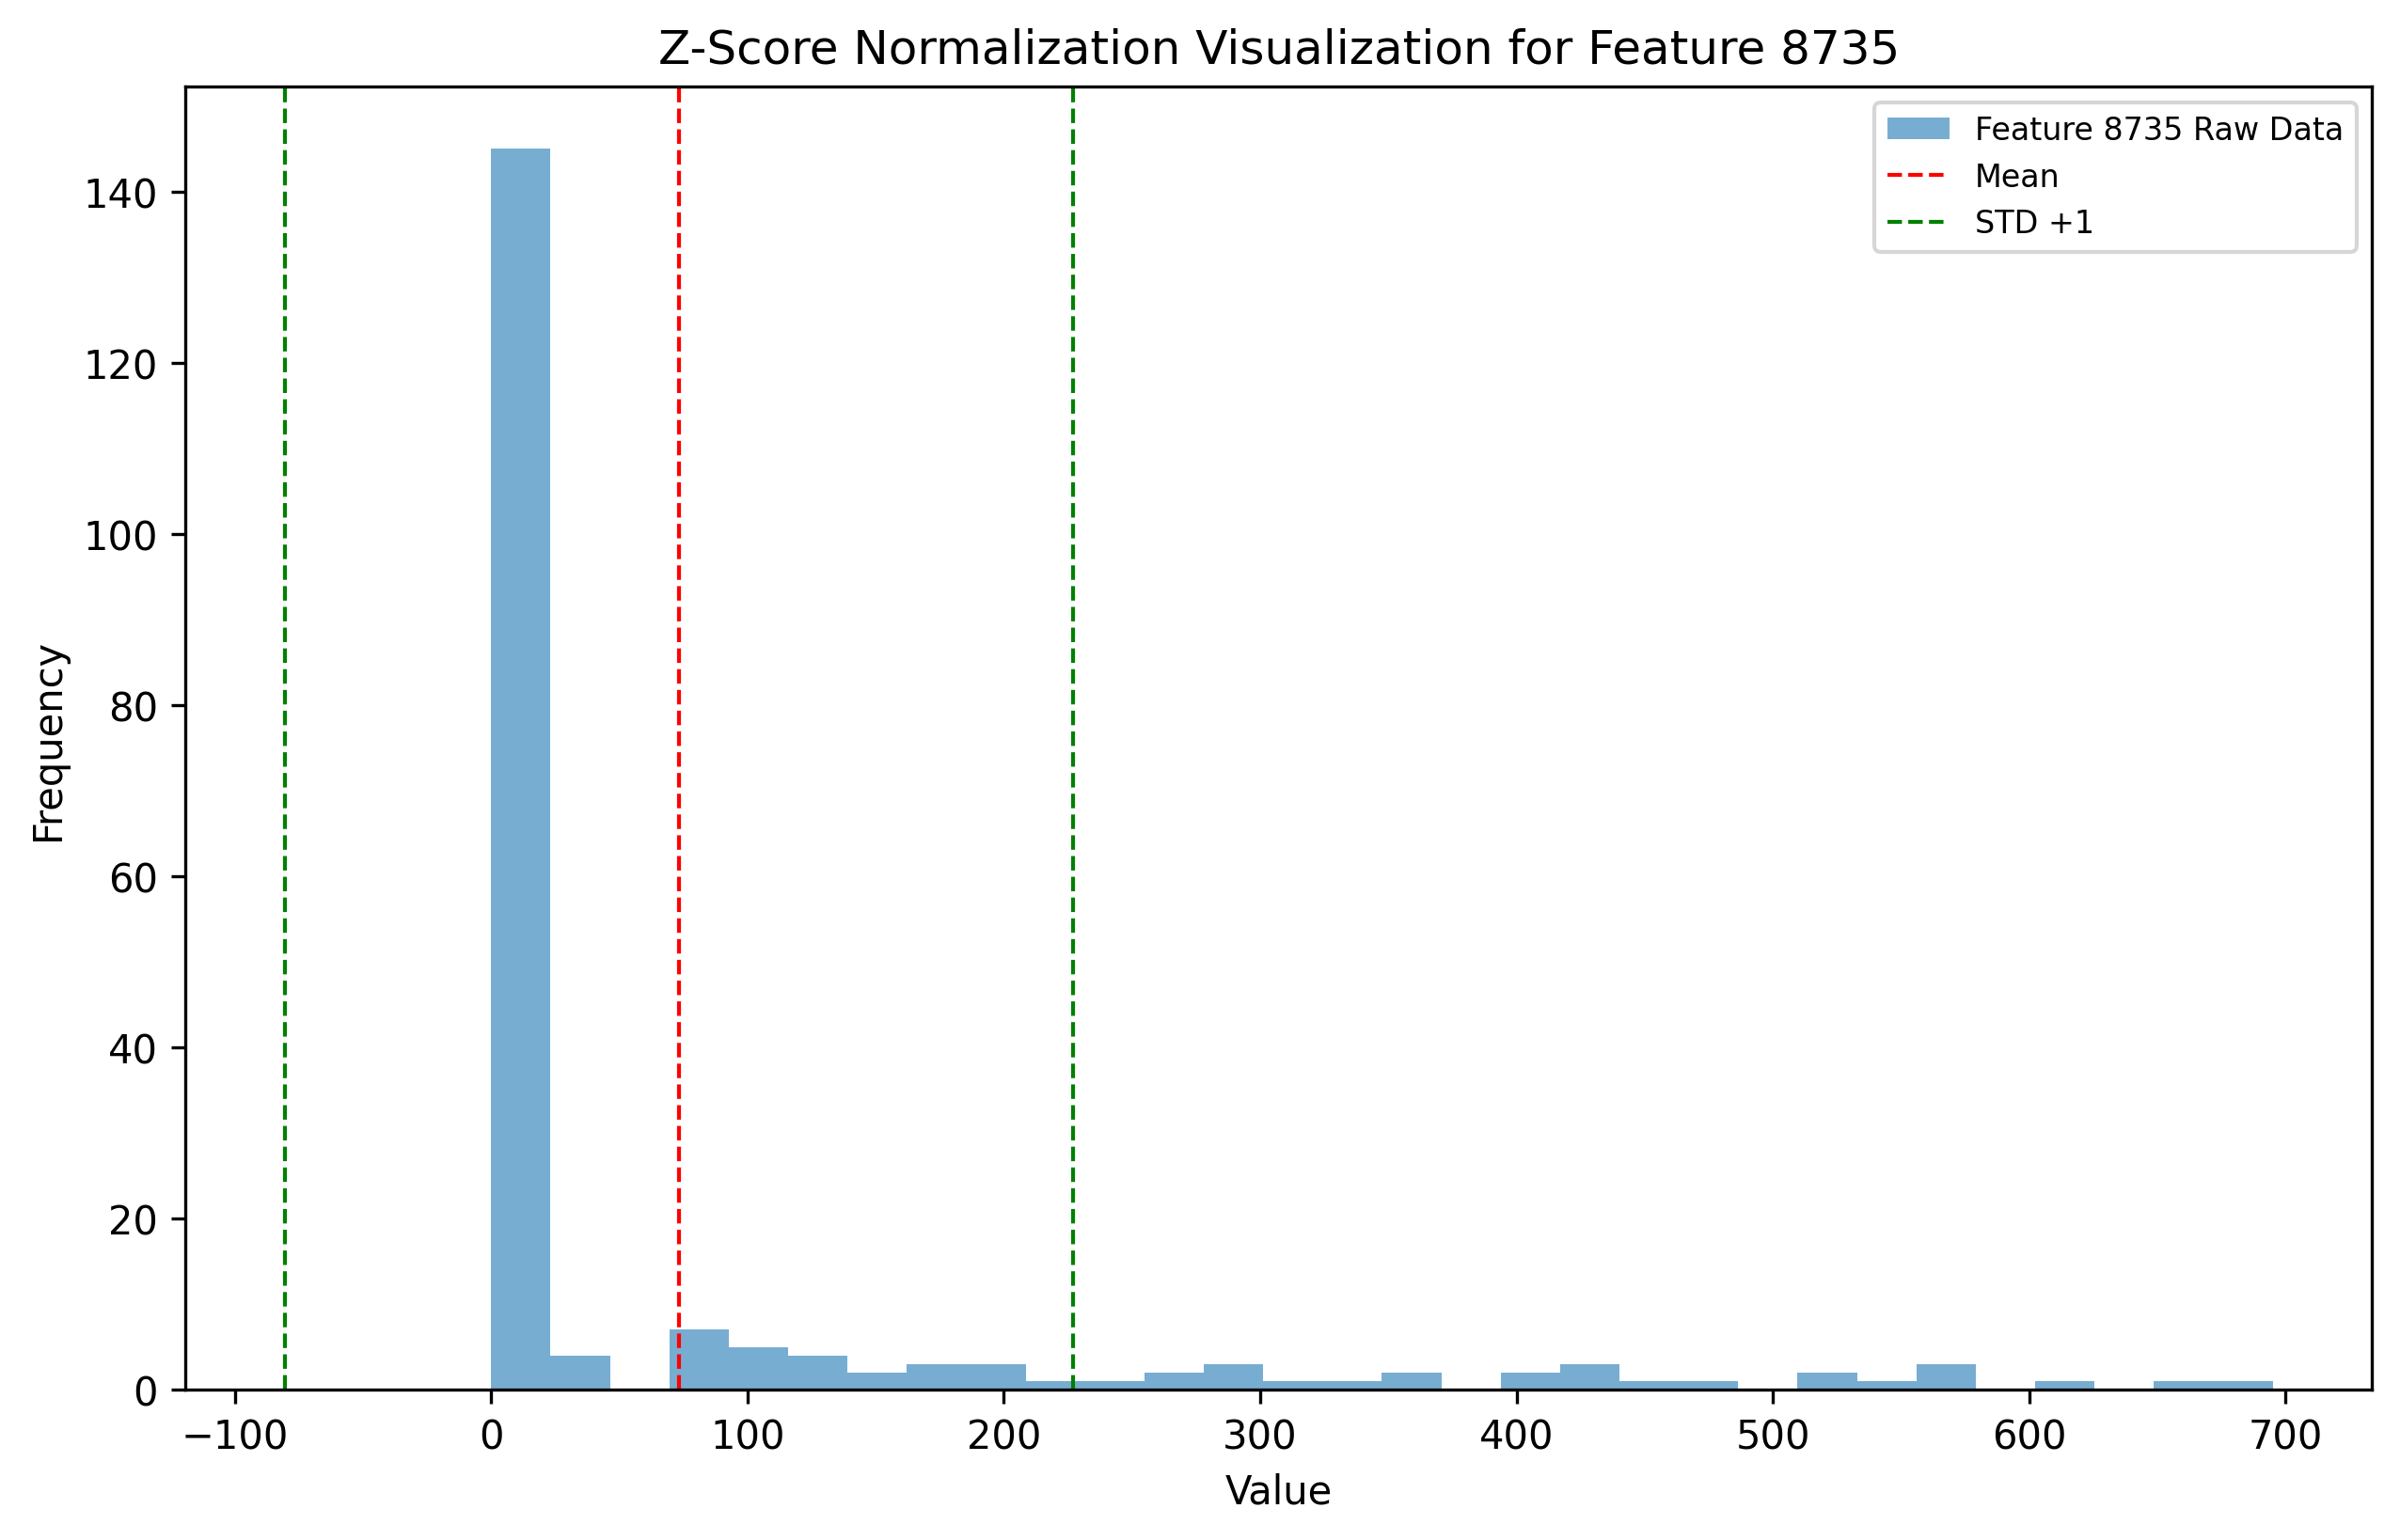 Z-Score Normalization Visualization for Feature 8735
Feature 8735 Raw Data
Mean
STD +1
Frequency
140
120
100
80
60
40
20
0
−100 0 100 200 300 400 500 600 700
Value